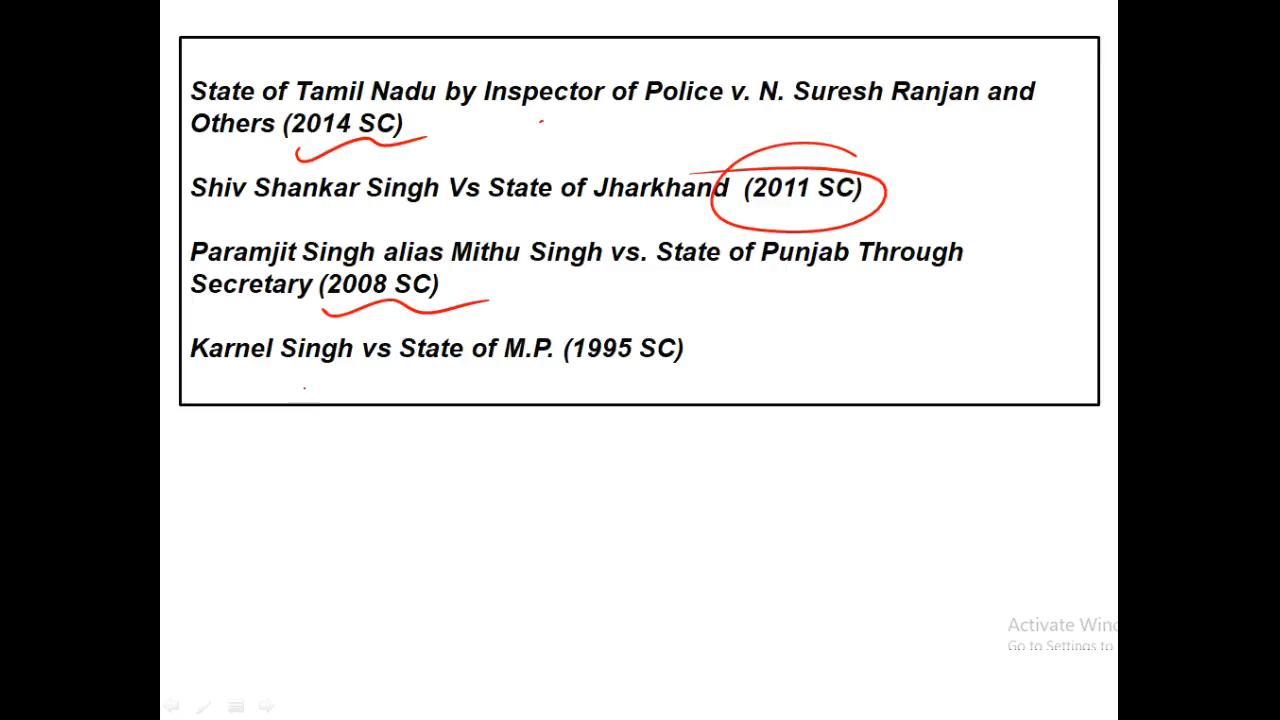 State of Tamil Nadu by Inspector of Police v. N. Suresh Ranjan and
Others (2014 SC)
Shiv Shankar Singh Vs State of Jharkhand (2011 SC)
Paramjit Singh alias Mithu Singh vs. State of Punjab Through
Secretary (2008 SC)
Karnel Singh vs State of M.P. (1995 SC)
Activate Wind
Go to Settings to